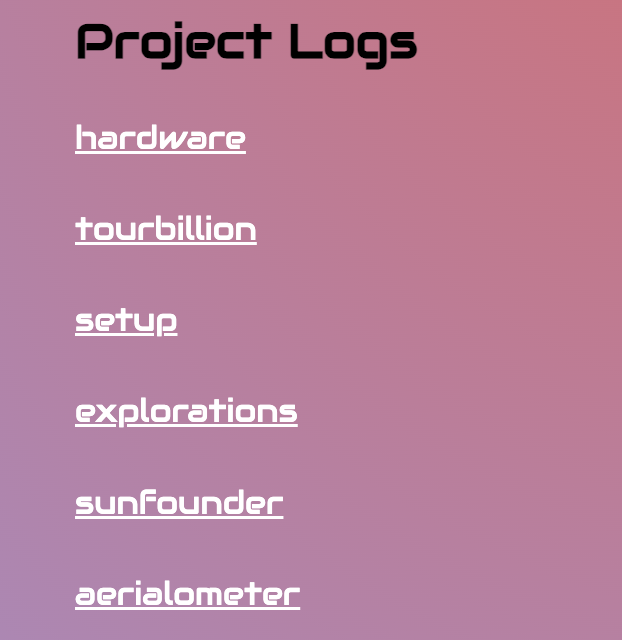 Project Logs
hardware
tourbillion
setup
explorations
sunfounder
aerialometer